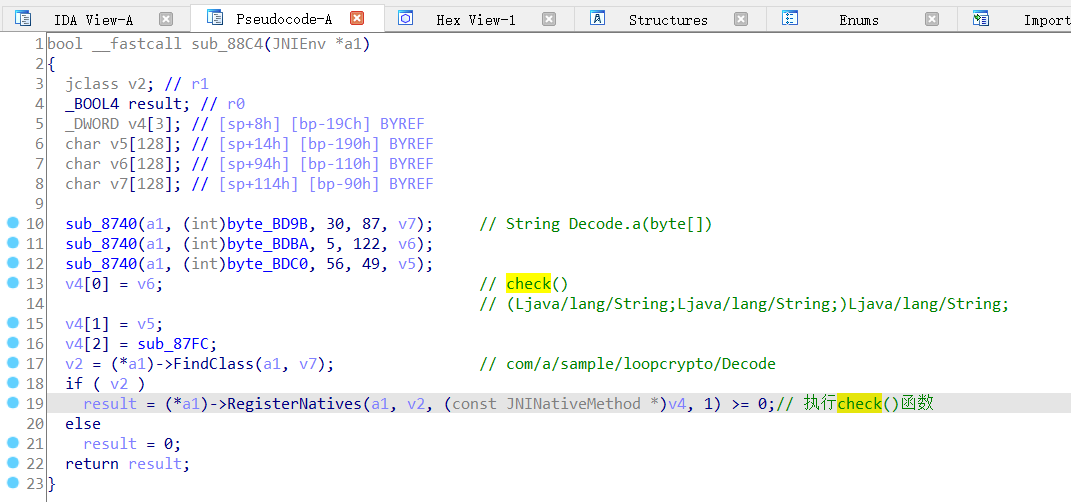 IDA View-A Pseudocode-A Hex View-1 Structures Enums Import
1 bool __fastcall sub_88C4(JNIEnv *a1)
2 {
3 jclass v2; // r1
4 _BOOL4 result; // r0
5 _DWORD v4[3]; // [sp+8h] [bp-19Ch] BYREF
6 char v5[128]; // [sp+14h] [bp-190h] BYREF
7 char v6[128]; // [sp+94h] [bp-110h] BYREF
8 char v7[128]; // [sp+114h] [bp-90h] BYREF
9
10 sub_8740(a1, (int)byte_BD9B, 30, 87, v7); // String Decode.a(byte[])
11 sub_8740(a1, (int)byte_BDBA, 5, 122, v6);
12 sub_8740(a1, (int)byte_BDC0, 56, 49, v5);
13 v4[0] = v6; // check()
14 // (Ljava/lang/String;Ljava/lang/String;)Ljava/lang/String;
15 v4[1] = v5;
16 v4[2] = sub_87FC;
17 v2 = (*a1)->FindClass(a1, v7); // com/a/sample/loopcrypto/Decode
18 if ( v2 )
19 result = (*a1)->RegisterNatives(a1, v2, (const JNINativeMethod *)v4, 1) >= 0;// 执行check()函数
20 else
21 result = 0;
22 return result;
23 }